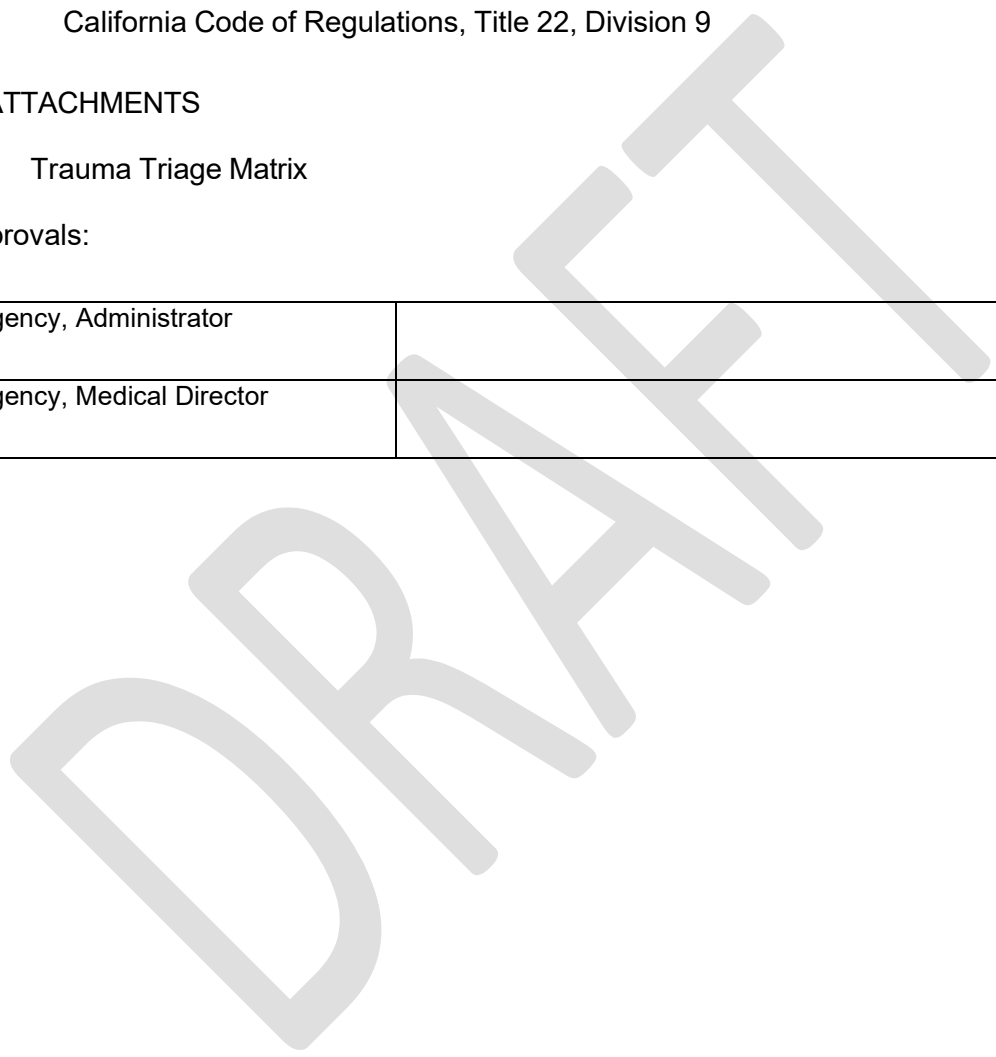 California Code of Regulations, Title 22, Division 9
ATTACHMENTS
Trauma Triage Matrix
provals:
gency, Administrator
gency, Medical Director
DRAFT